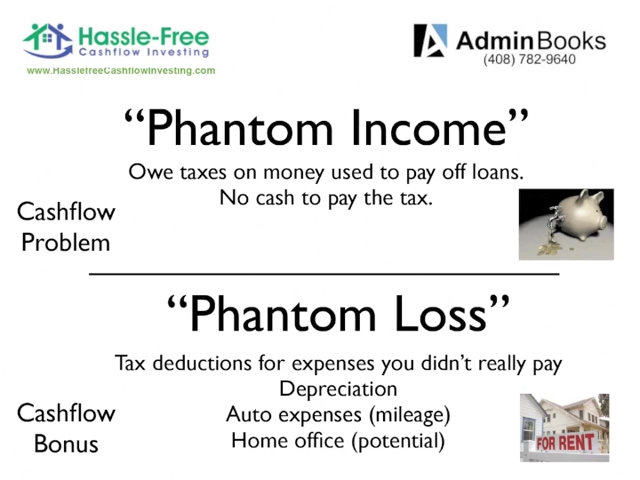 Hassle-Free
Cashflow Investing
www.HasslefreeCashflowInvesting.com
AdminBooks
(408) 782-9640
“Phantom Income”
Owe taxes on money used to pay off loans.
No cash to pay the tax.
Cashflow
Problem
“Phantom Loss”
Tax deductions for expenses you didn’t really pay
Depreciation
Auto expenses (mileage)
Home office (potential)
Cashflow
Bonus
FOR RENT